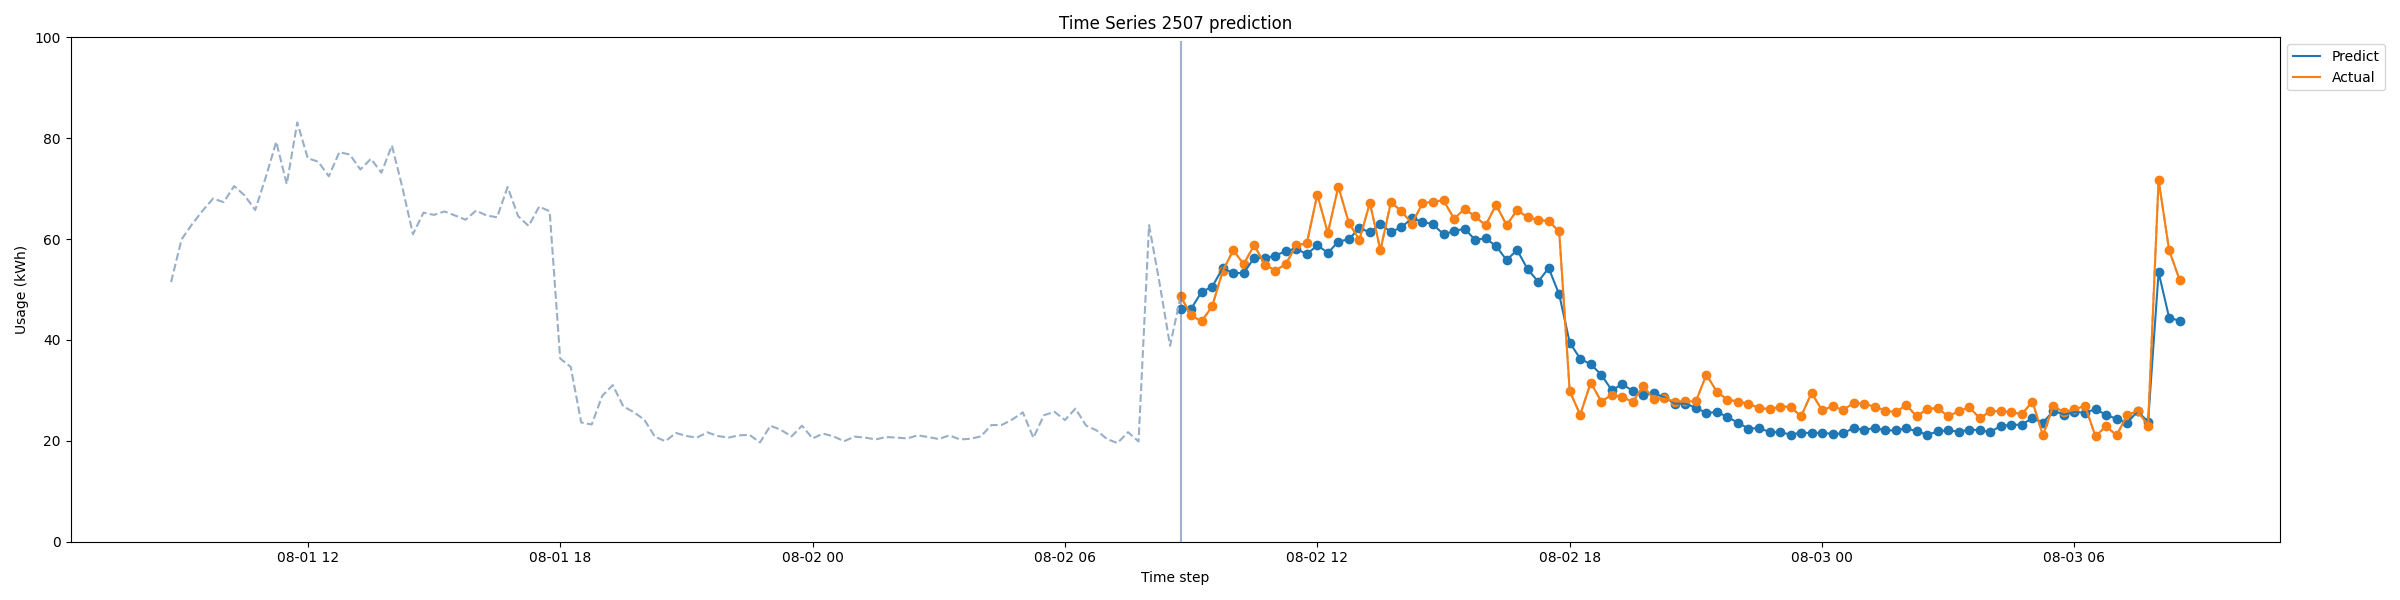 Time Series 2507 prediction
100
80
60
40
20
0
Usage (kWh)
08-01 12
08-01 18
08-02 00
08-02 06
08-02 12
08-02 18
08-03 00
08-03 06
Time step
Predict
Actual